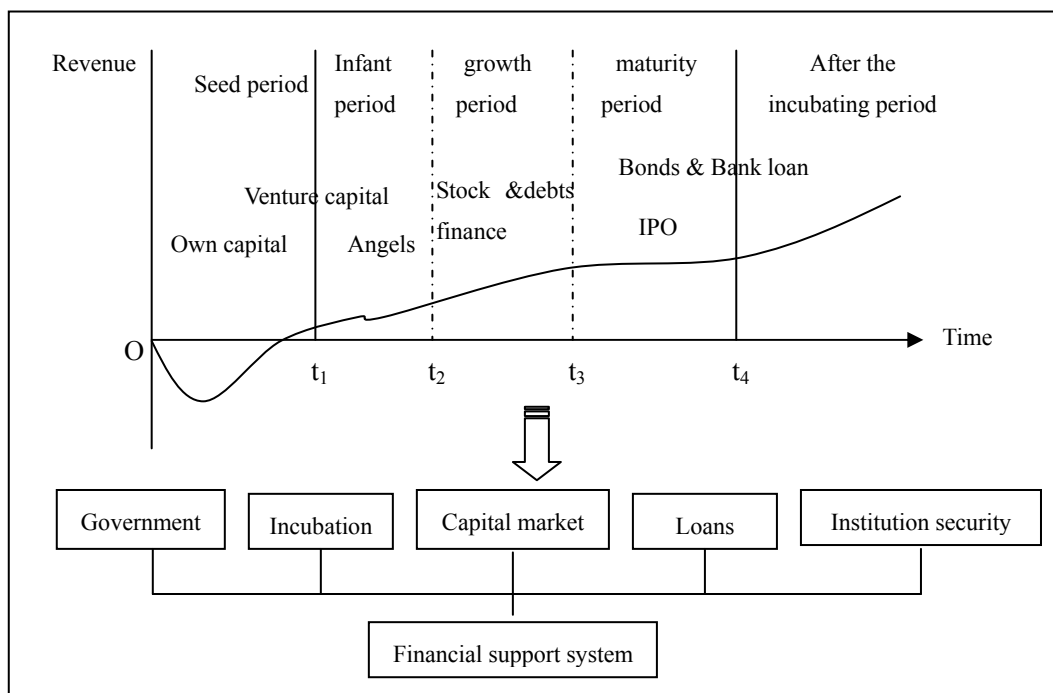 Revenue
Seed period
Infant
period
growth
period
maturity
period
After the
incubating period
Venture capital
Own capital
Angels
Stock &debts
finance
Bonds & Bank loan
IPO
O
t₁
t₂
t₃
t₄
Time
Government
Incubation
Capital market
Loans
Institution security
Financial support system